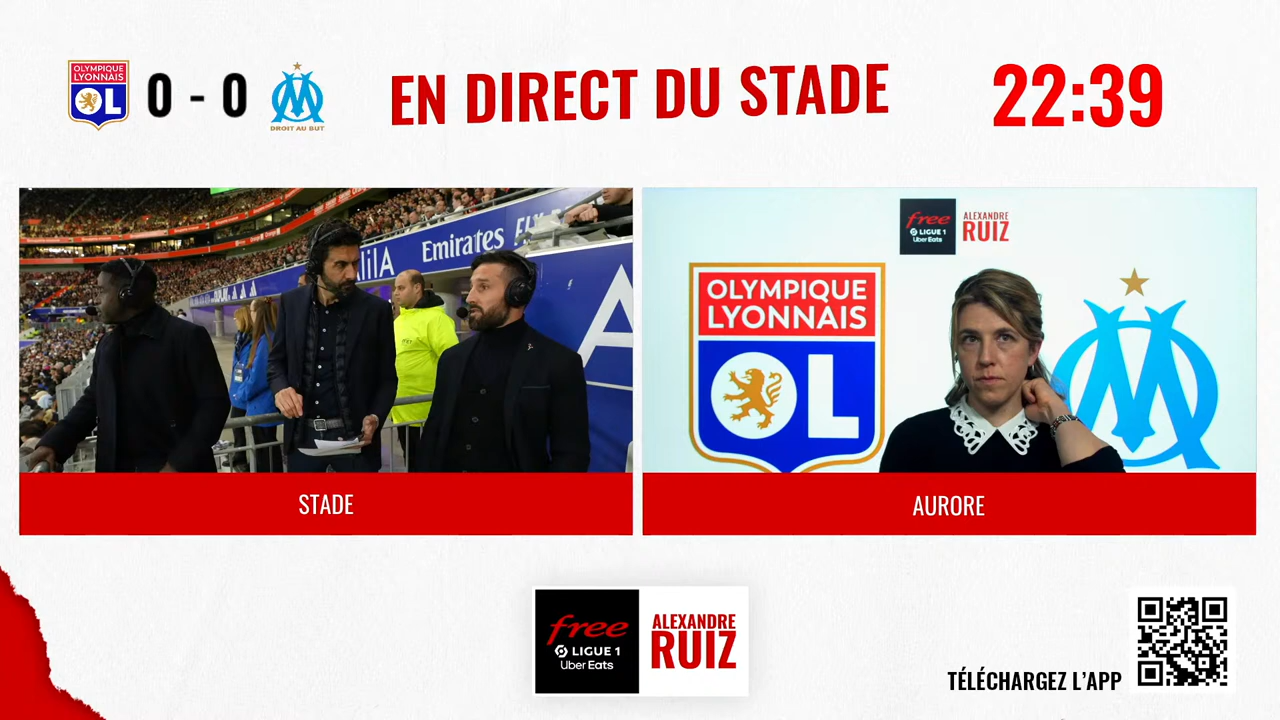 OLYMPIQUE
LYONNAIS
OL
0 - 0
DROIT AU BUT
EN DIRECT DU STADE
22:39
Emirates
free
LIGUE 1
Uber Eats
ALEXANDRE
RUIZ
OLYMPIQUE
LYONNAIS
OL
STADE
AURORE
free
LIGUE 1
Uber Eats
ALEXANDRE
RUIZ
TÉLÉCHARGEZ L'APP